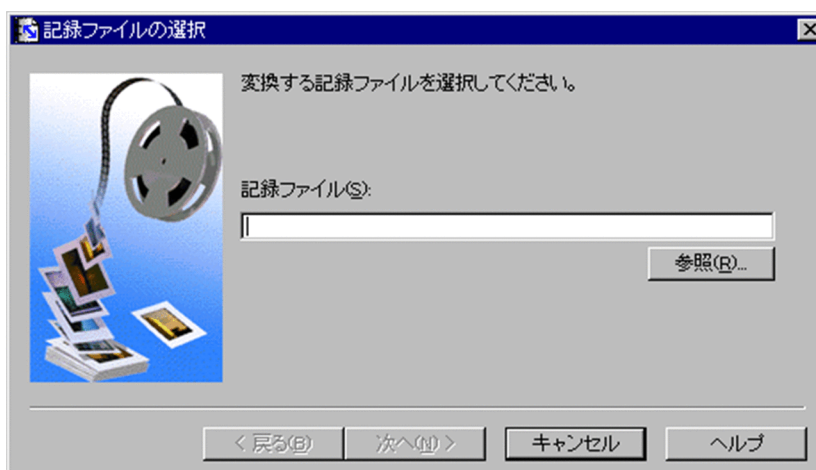 記録ファイルの選択
変換する記録ファイルを選択してください。
記録ファイル(S):
参照(R)...
< 戻る(B)
次へ(N) >
キャンセル
ヘルプ